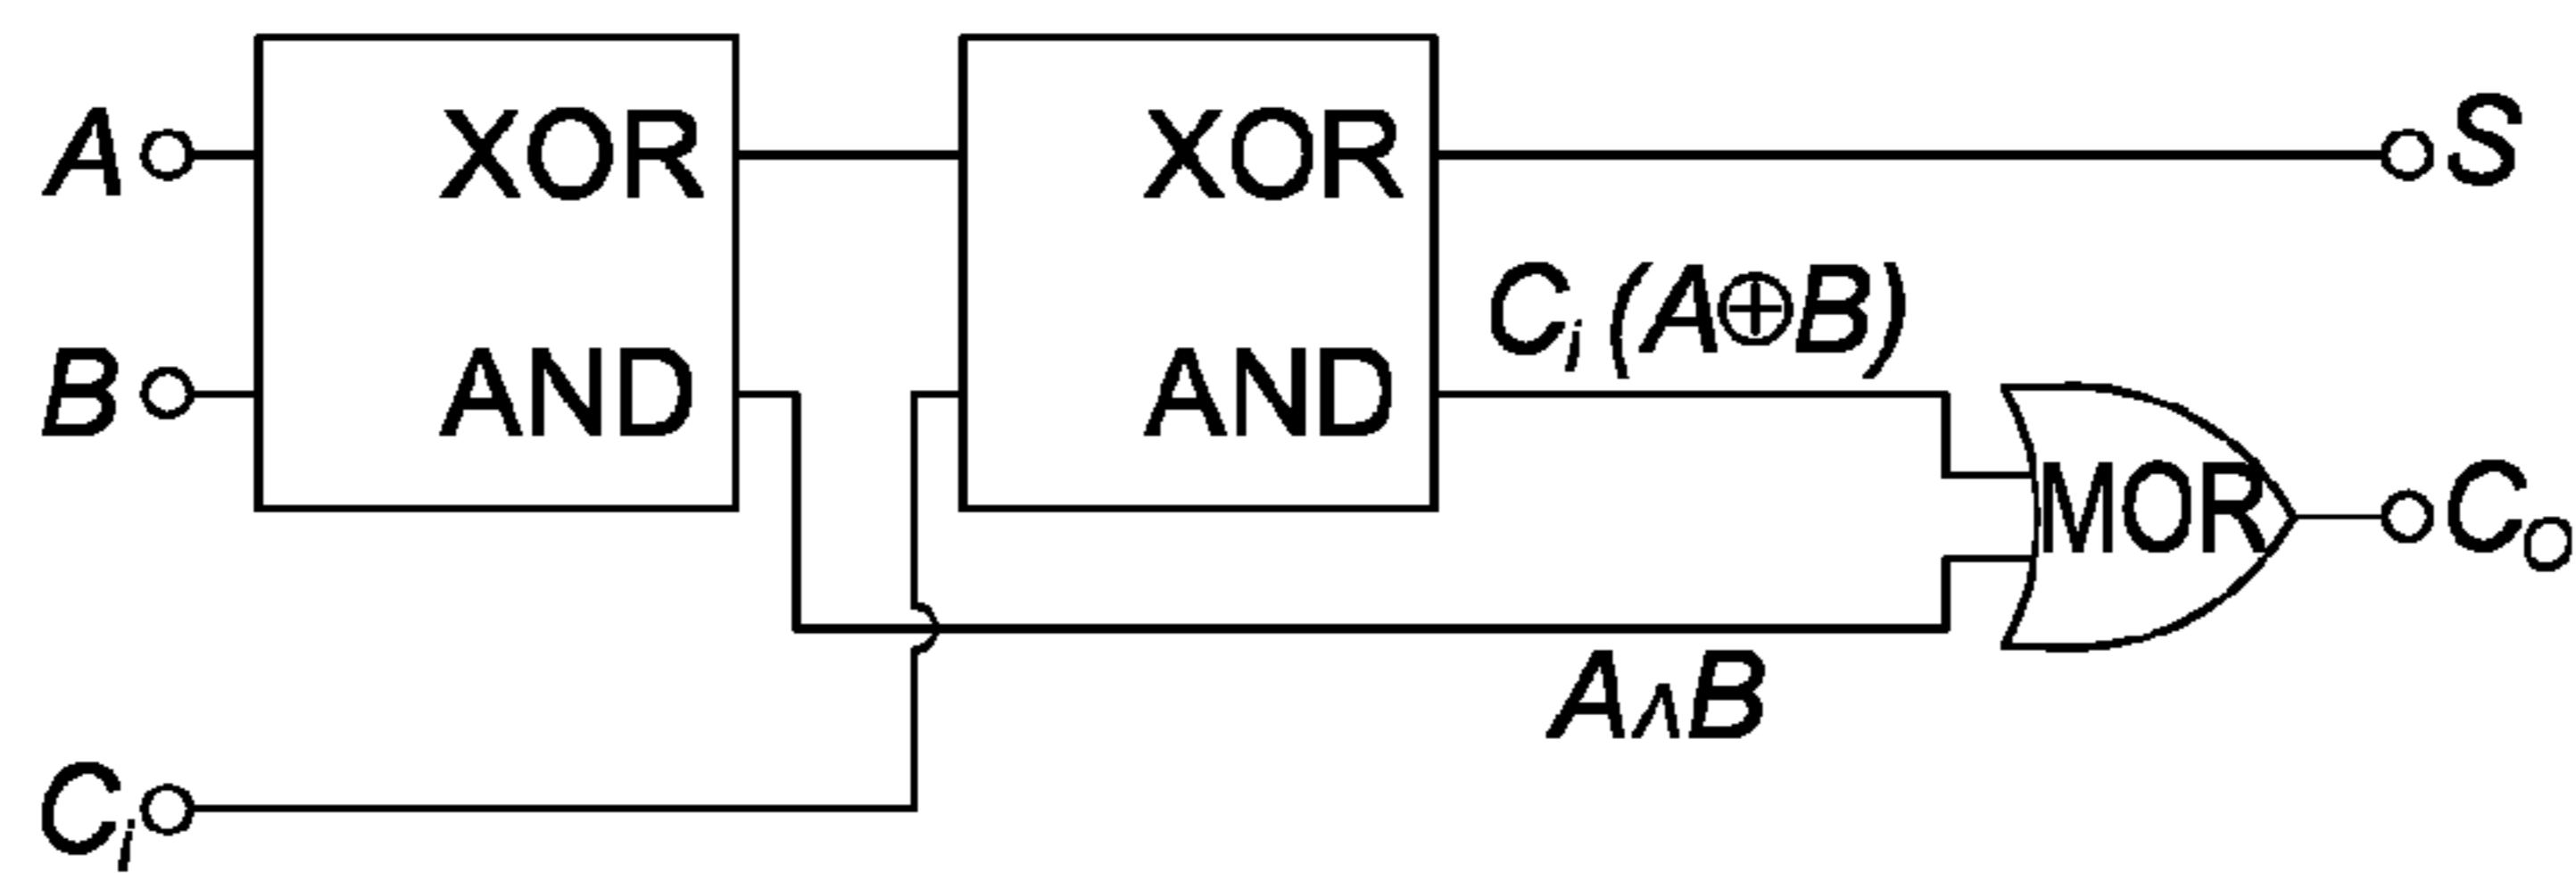 A XOR XOR S
C_i (A⊕B)
B AND AND
MOR C_O
A∧B
C_i